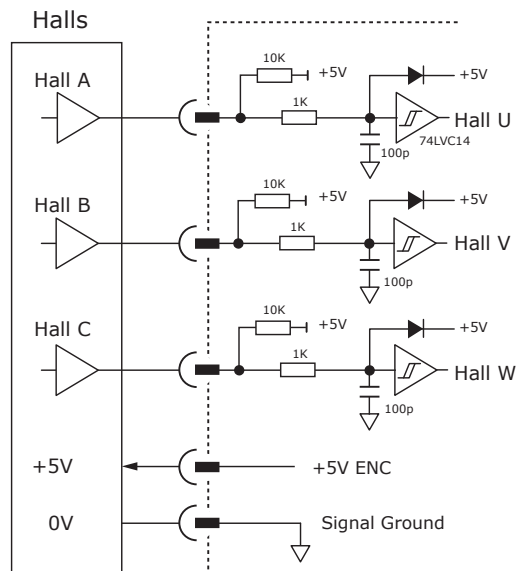 Halls
Hall A
10K
+5V
+5V
1K
Hall U
74LVC14
100p
Hall B
10K
+5V
+5V
1K
Hall V
100p
Hall C
10K
+5V
+5V
1K
Hall W
100p
+5V
+5V ENC
0V
Signal Ground